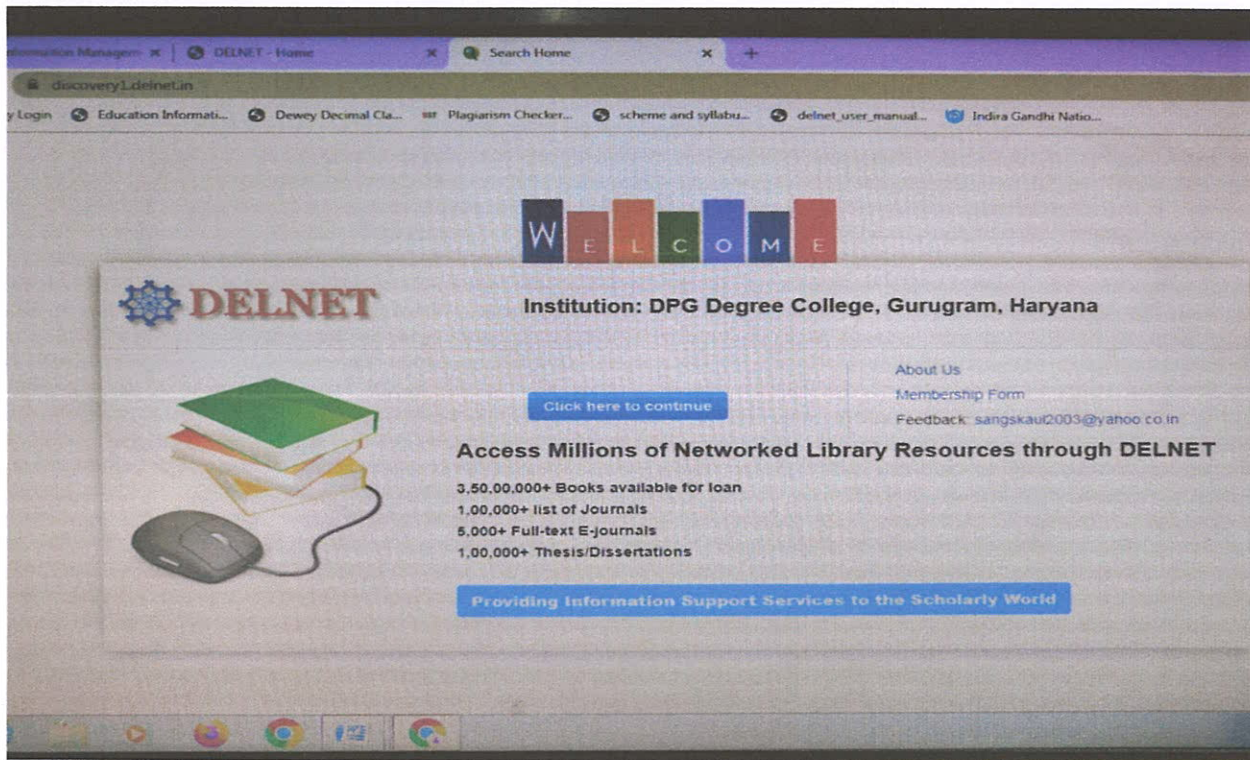 DELNET - Home
Search Home
discovery1.delnet.in
y Login
Education Informati...
Dewey Decimal Cla...
Plagiarism Checker...
scheme and syllabu...
delnet_user_manual...
Indira Gandhi Natio...
WELCOME
DELNET
Institution: DPG Degree College, Gurugram, Haryana
Click here to continue
About Us
Membership Form
Feedback: sangskaul2003@yahoo.co.in
Access Millions of Networked Library Resources through DELNET
3,50,00,000+ Books available for loan
1,00,000+ list of Journals
5,000+ Full-text E-journals
1,00,000+ Thesis/Dissertations
Providing Information Support Services to the Scholarly World